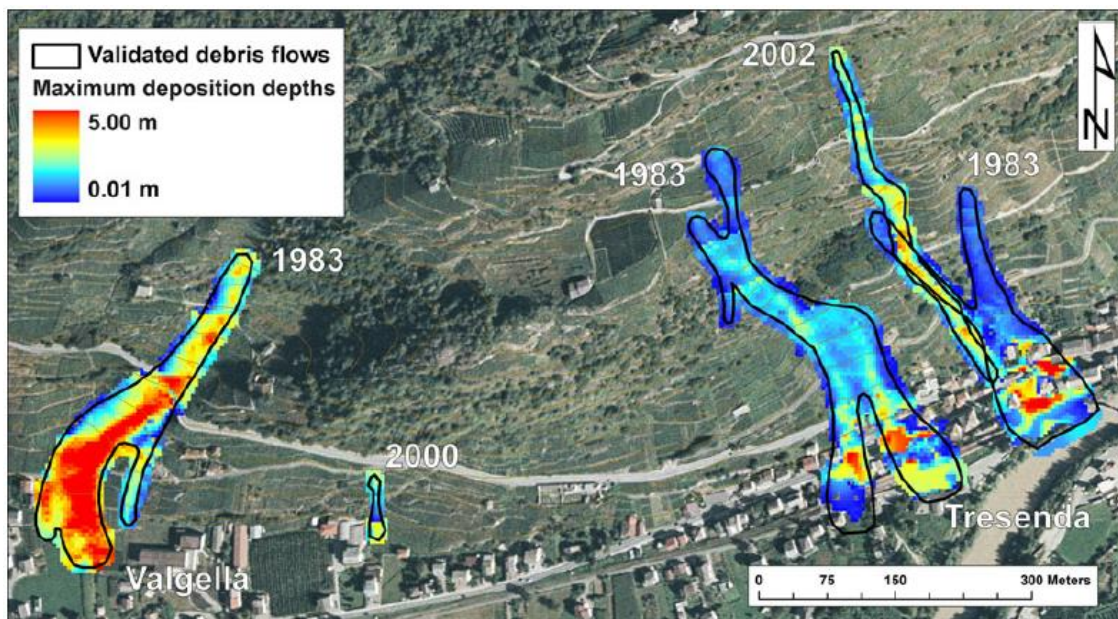 Validated debris flows
Maximum deposition depths
5.00 m
0.01 m
2002
1983
1983
1983
2000
Valgella
Tresenda
N
0 75 150 300 Meters